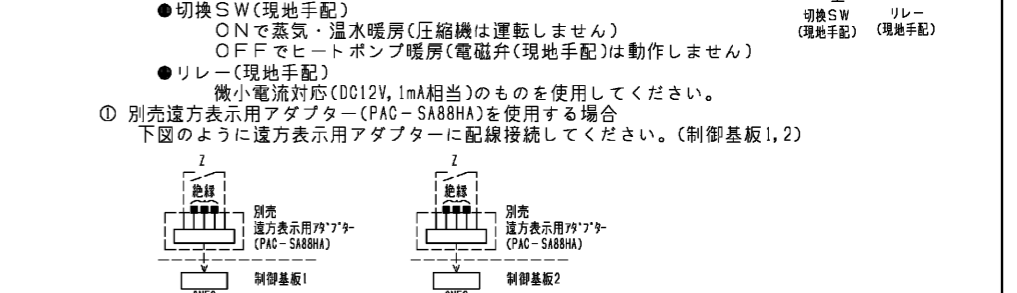 ●切換SW(現地手配)
ONで蒸気・温水暖房(圧縮機は運転しません)
OFFでヒートポンプ暖房(電磁弁(現地手配)は動作しません)
切換SW リレー
(現地手配) (現地手配)
●リレー(現地手配)
微小電流対応(DC12V,1mA相当)のものを使用してください。
① 別売遠方表示用アダプター(PAC-SA88HA)を使用する場合
下図のように遠方表示用アダプターに配線接続してください。(制御基板1,2)
Z Z
絶縁 絶縁
別売 別売
遠方表示用アダプター 遠方表示用アダプター
(PAC-SA88HA) (PAC-SA88HA)
制御基板1 制御基板2